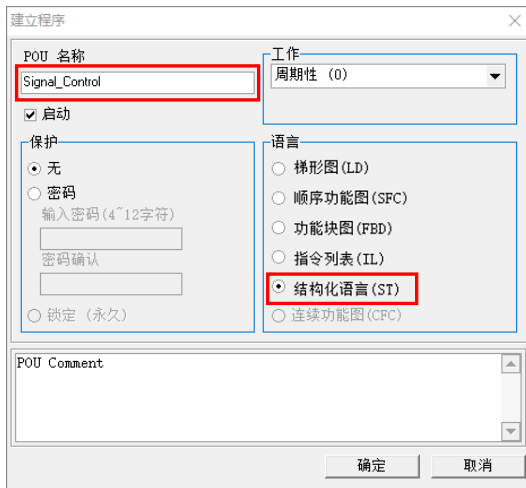 建立程序
POU 名称
Signal_Control
启动
工作
周期性 (0)
保护
无
密码
输入密码(4~12字符)
密码确认
锁定 (永久)
语言
梯形图(LD)
顺序功能图(SFC)
功能块图(FBD)
指令列表(IL)
结构化语言(ST)
连续功能图(CFC)
POU Comment
确定
取消